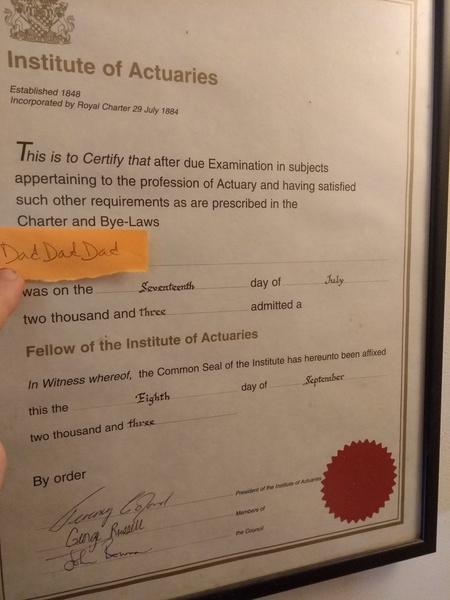 Institute of Actuaries
Established 1848
Incorporated by Royal Charter 29 July 1884
This is to Certify that after due Examination in subjects
appertaining to the profession of Actuary and having satisfied
such other requirements as are prescribed in the
Charter and Bye-Laws
Dad Dad Dad
was on the Seventeenth day of July
two thousand and three admitted a
Fellow of the Institute of Actuaries
In Witness whereof, the Common Seal of the Institute has hereunto been affixed
this the Eighth day of September
two thousand and three
By order
President of the Institute of Actuaries
Members of
the Council